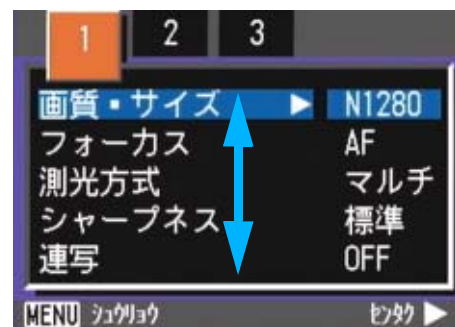 1 2 3
画質・サイズ ▶ N1280
フォーカス AF
測光方式 マルチ
シャープネス 標準
連写 OFF
MENU ｼｭｳﾘｮｳ ｾﾝﾀｸ ▶